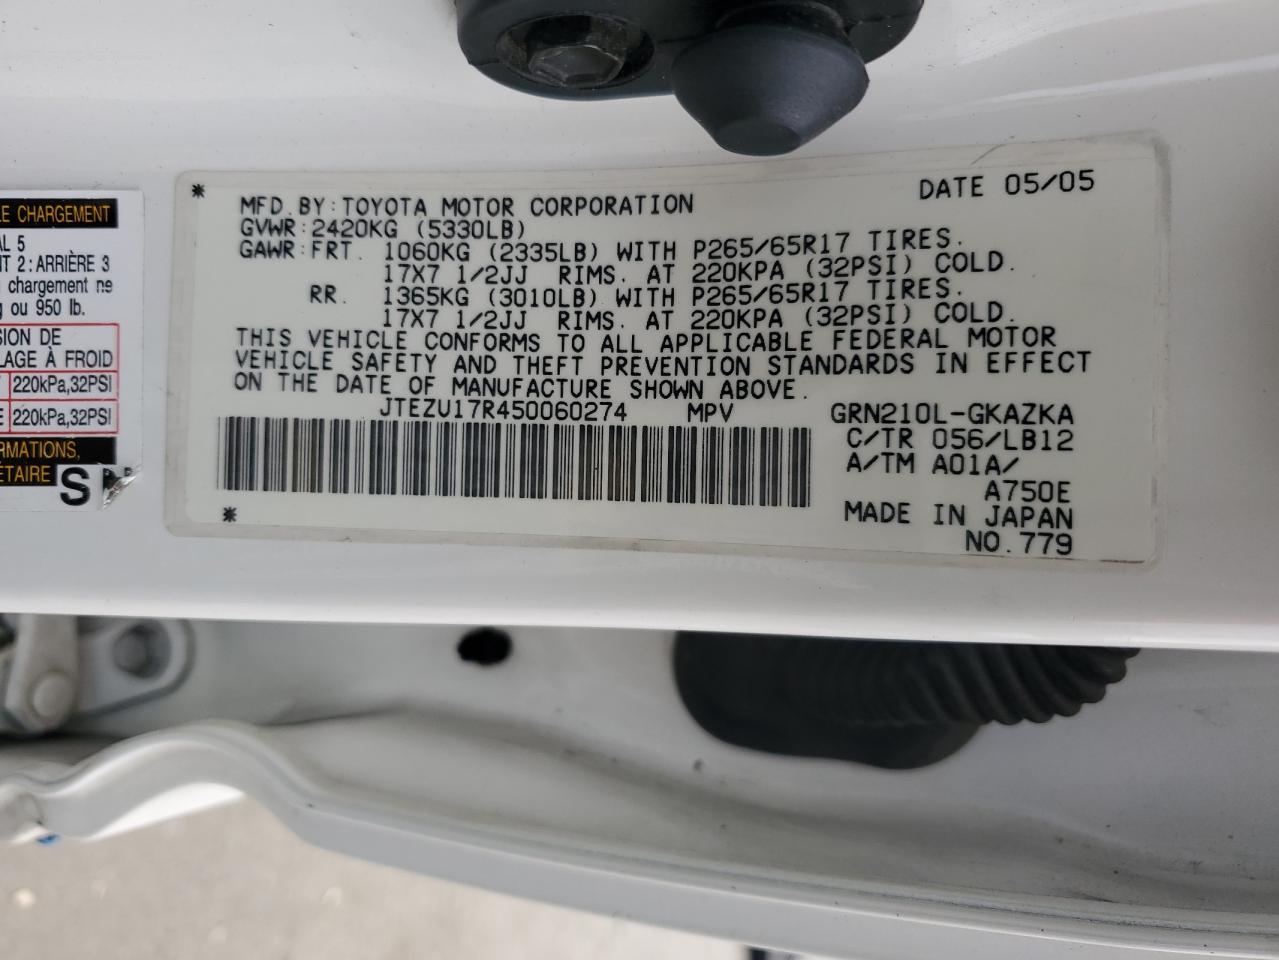 LE CHARGEMENT
AL 5
T 2: ARRIÈRE 3
chargement ne
ou 950 lb.
SION DE
LAGE À FROID
220kPa,32PSI
220kPa,32PSI
RMATIONS,
ÉTAIRE
S
* DATE 05/05
MFD. BY: TOYOTA MOTOR CORPORATION
GVWR: 2420KG (5330LB)
GAWR: FRT. 1060KG (2335LB) WITH P265/65R17 TIRES.
17X7 1/2JJ RIMS. AT 220KPA (32PSI) COLD.
RR. 1365KG (3010LB) WITH P265/65R17 TIRES.
17X7 1/2JJ RIMS. AT 220KPA (32PSI) COLD.
THIS VEHICLE CONFORMS TO ALL APPLICABLE FEDERAL MOTOR
VEHICLE SAFETY AND THEFT PREVENTION STANDARDS IN EFFECT
ON THE DATE OF MANUFACTURE SHOWN ABOVE.
JTEZU17R450060274 MPV GRN210L-GKAZKA
C/TR 056/LB12
A/TM A01A/
A750E
* MADE IN JAPAN
NO. 779